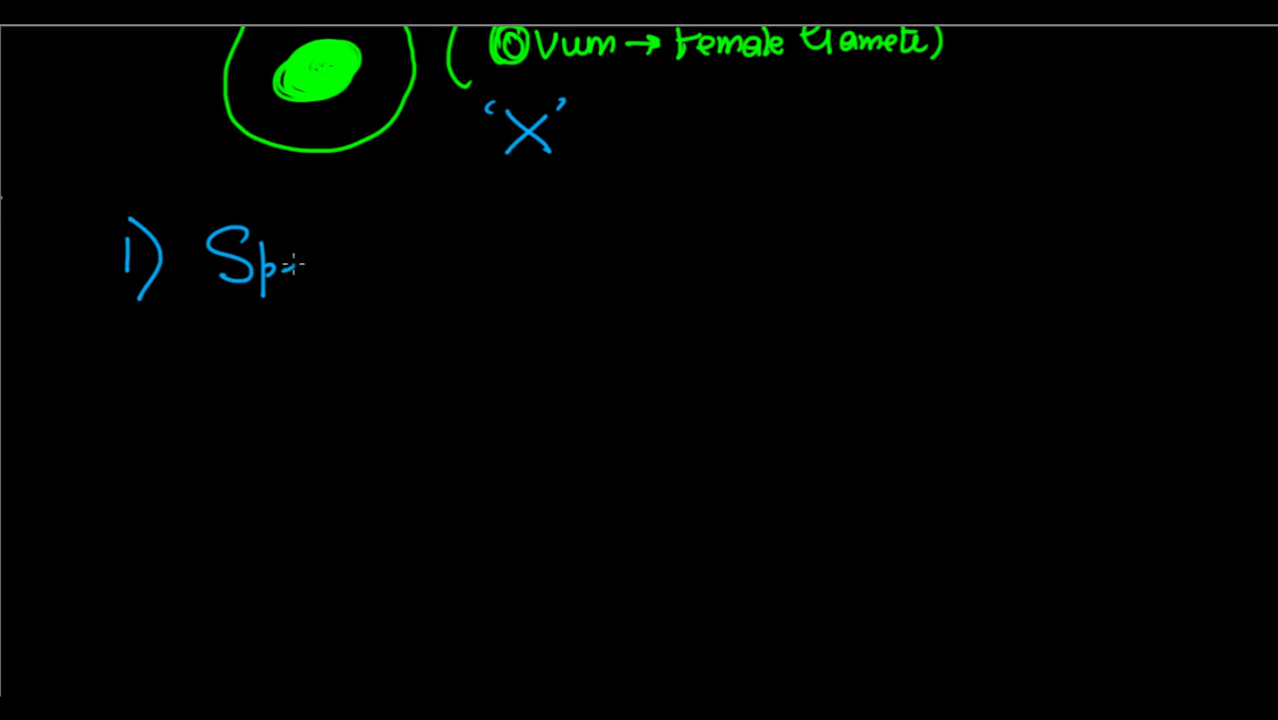 (Ovum → Female Gamete)
'X'
1) Sp